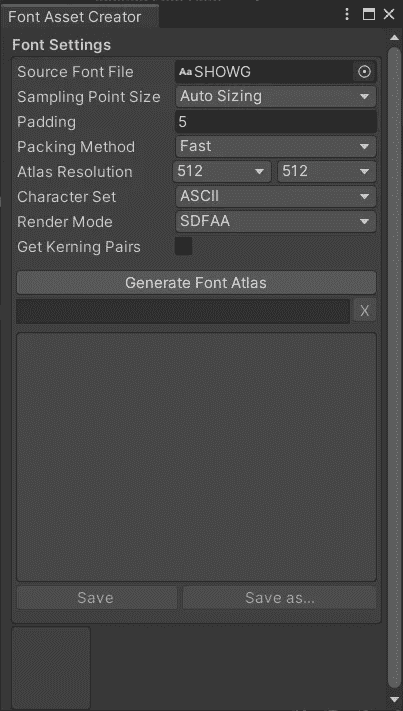 Font Asset Creator
Font Settings
Source Font File Aa SHOWG
Sampling Point Size Auto Sizing
Padding 5
Packing Method Fast
Atlas Resolution 512 512
Character Set ASCII
Render Mode SDFAA
Get Kerning Pairs
Generate Font Atlas
X
Save Save as...